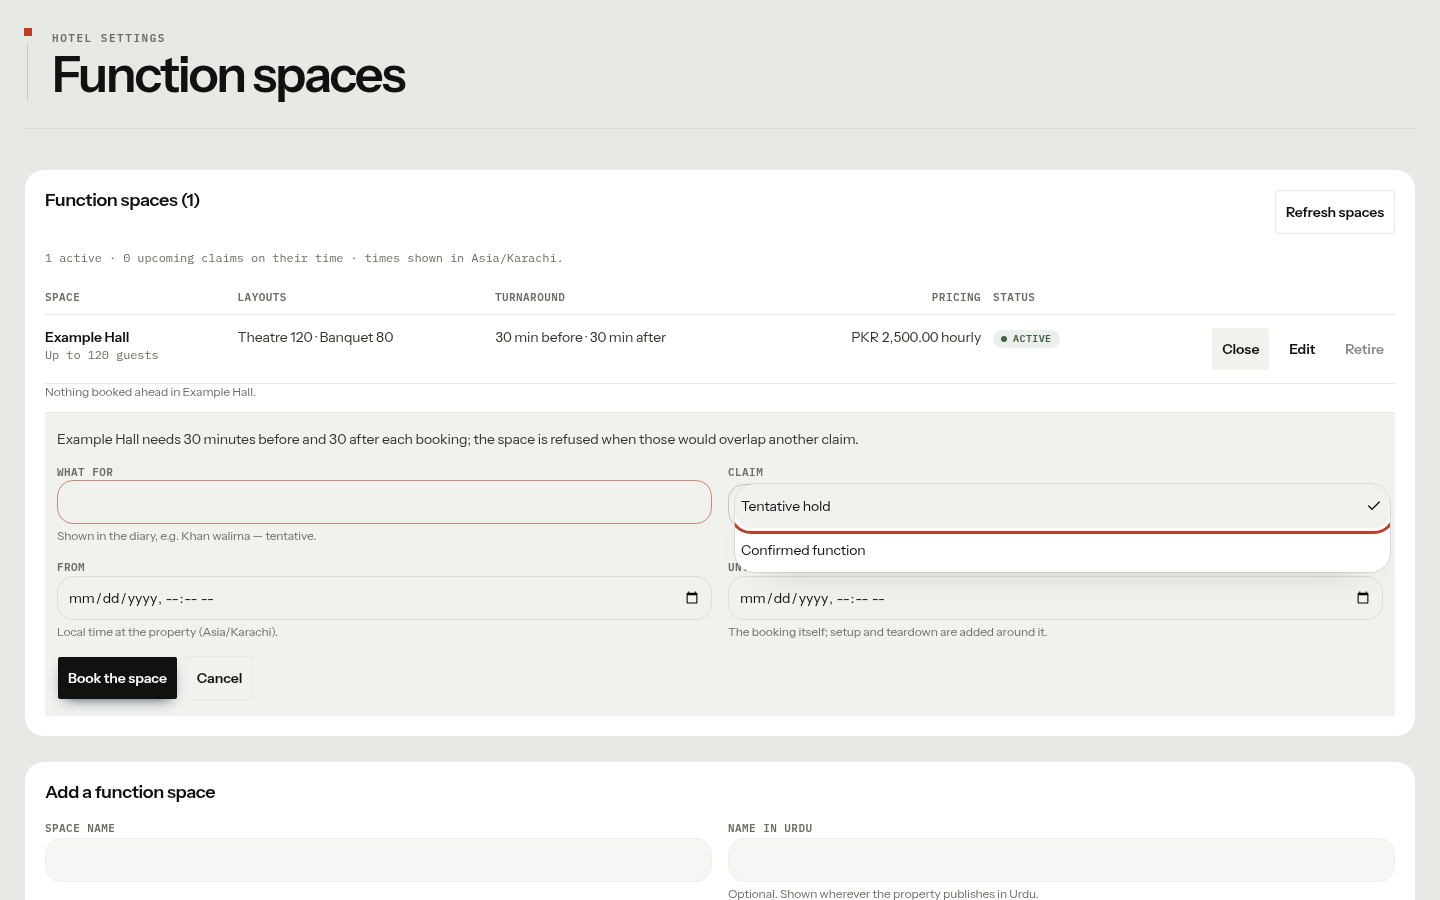 HOTEL SETTINGS
Function spaces
Function spaces (1)
Refresh spaces
1 active · 0 upcoming claims on their time · times shown in Asia/Karachi.
SPACE LAYOUTS TURNAROUND PRICING STATUS
Example Hall Theatre 120 · Banquet 80 30 min before · 30 min after PKR 2,500.00 hourly ACTIVE Close Edit Retire
Up to 120 guests
Nothing booked ahead in Example Hall.
Example Hall needs 30 minutes before and 30 after each booking; the space is refused when those would overlap another claim.
WHAT FOR CLAIM
Tentative hold
Shown in the diary, e.g. Khan walima — tentative.
Confirmed function
FROM
mm/dd/yyyy, --:-- -- mm/dd/yyyy, --:-- --
Local time at the property (Asia/Karachi). The booking itself; setup and teardown are added around it.
Book the space Cancel
Add a function space
SPACE NAME NAME IN URDU
Optional. Shown wherever the property publishes in Urdu.